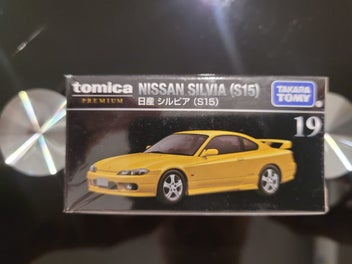 tomica NISSAN SILVIA (S15)
PREMIUM 日産 シルビア (S15)
TAKARA
TOMY
19